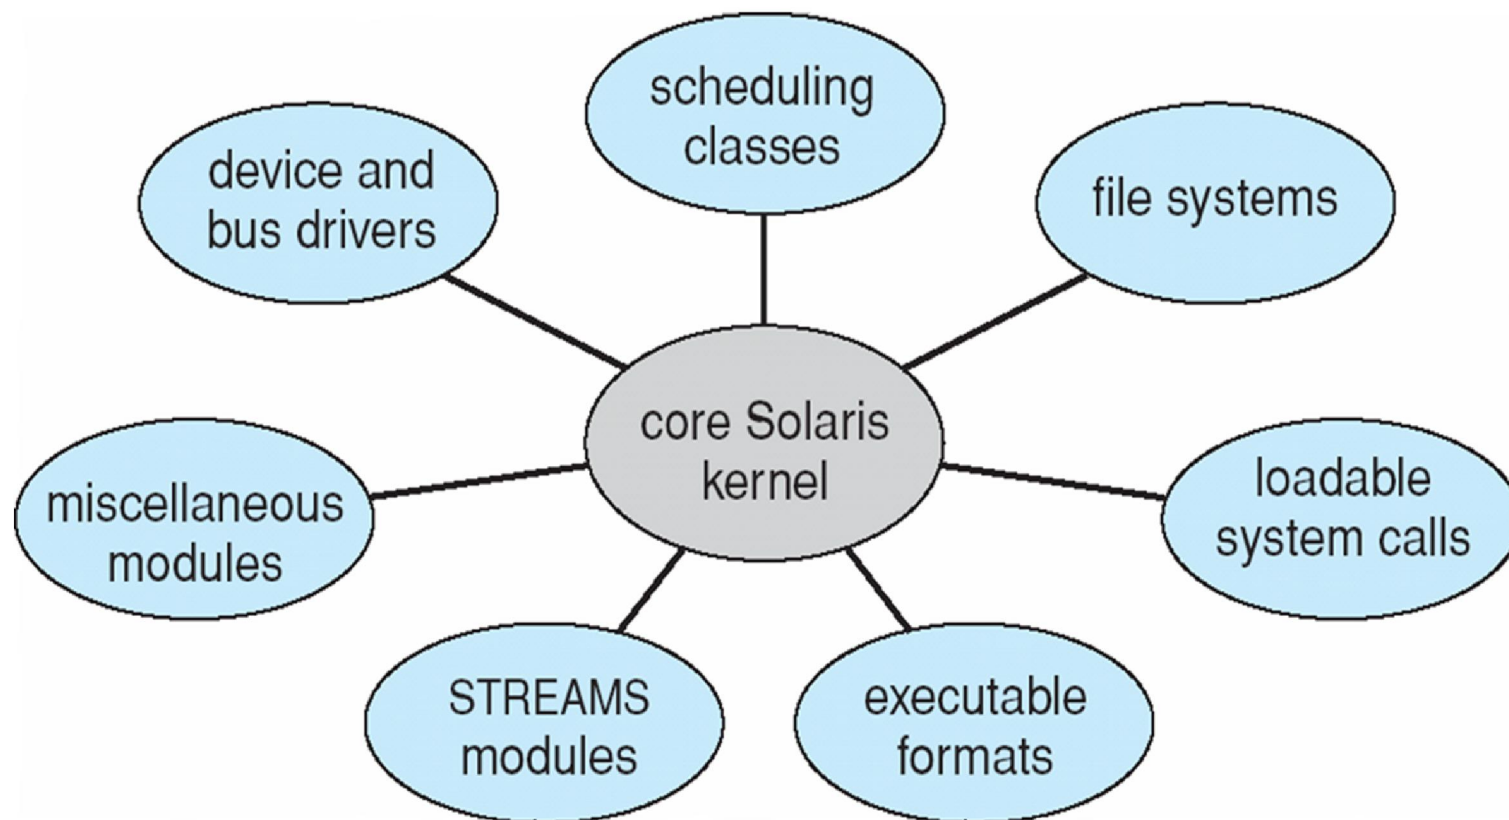 scheduling
classes
device and
bus drivers
file systems
core Solaris
kernel
miscellaneous
modules
loadable
system calls
STREAMS
modules
executable
formats